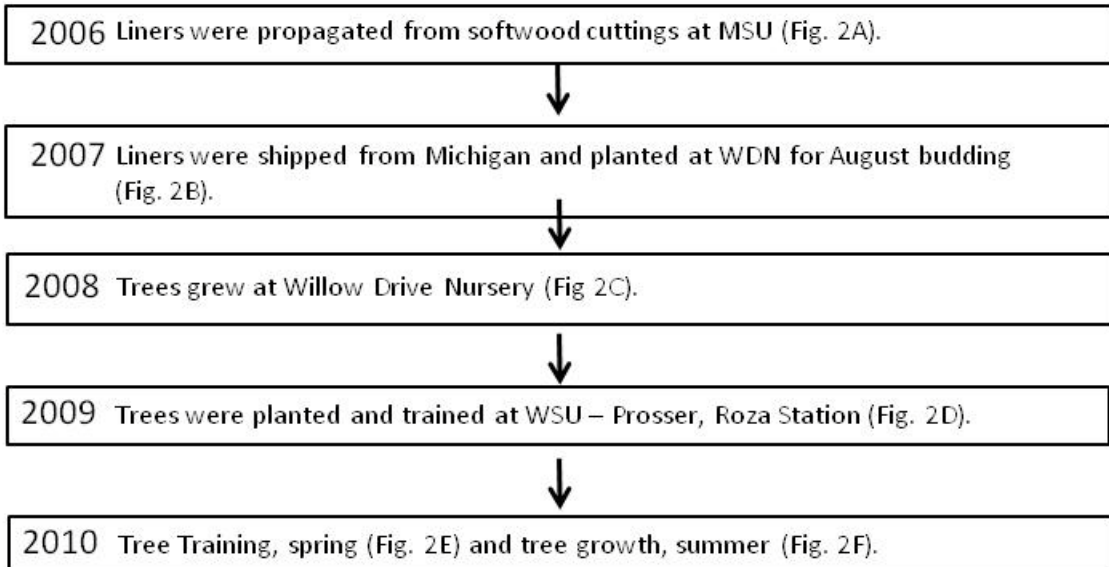 2006 Liners were propagated from softwood cuttings at MSU (Fig. 2A).
2007 Liners were shipped from Michigan and planted at WDN for August budding
(Fig. 2B).
2008 Trees grew at Willow Drive Nursery (Fig 2C).
2009 Trees were planted and trained at WSU – Prosser, Roza Station (Fig. 2D).
2010 Tree Training, spring (Fig. 2E) and tree growth, summer (Fig. 2F).